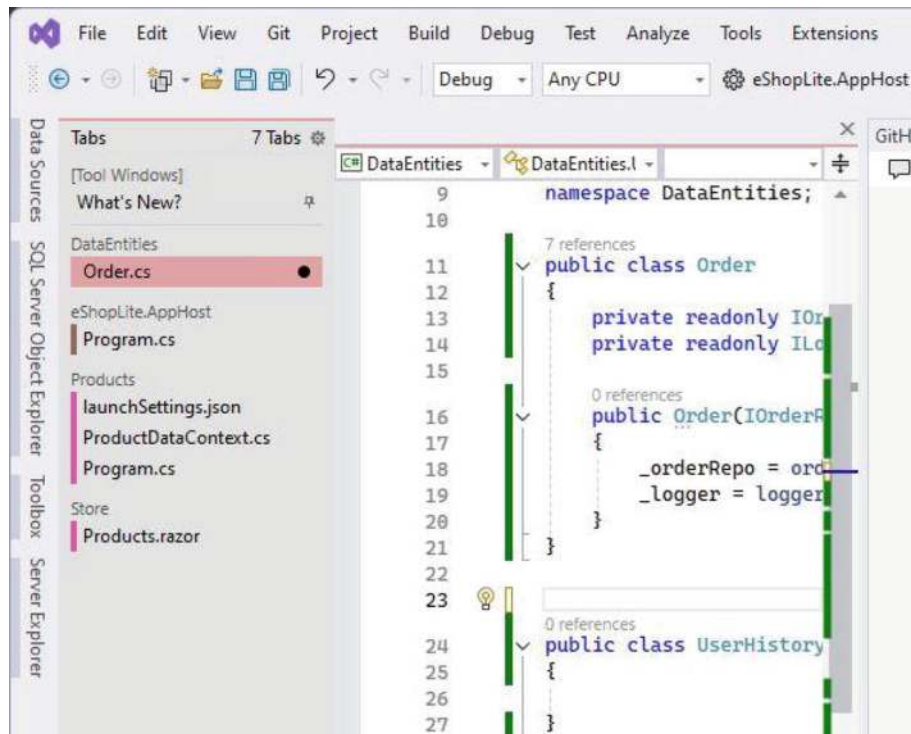 File Edit View Git Project Build Debug Test Analyze Tools Extensions
Debug Any CPU eShopLite.AppHost
Data Sources
SQL Server Object Explorer
Toolbox
Server Explorer
Tabs 7 Tabs
[Tool Windows]
What's New?
DataEntities
Order.cs
eShopLite.AppHost
Program.cs
Products
launchSettings.json
ProductDataContext.cs
Program.cs
Store
Products.razor
C# DataEntities DataEntities.
9 namespace DataEntities;
10
7 references
11 public class Order
12 {
13 private readonly IOr
14 private readonly ILo
15
0 references
16 public Order(IOrderR
17 {
18 _orderRepo = ord
19 _logger = logger
20 }
21 }
22
23
0 references
24 public class UserHistory
25 {
26
27 }
GitH